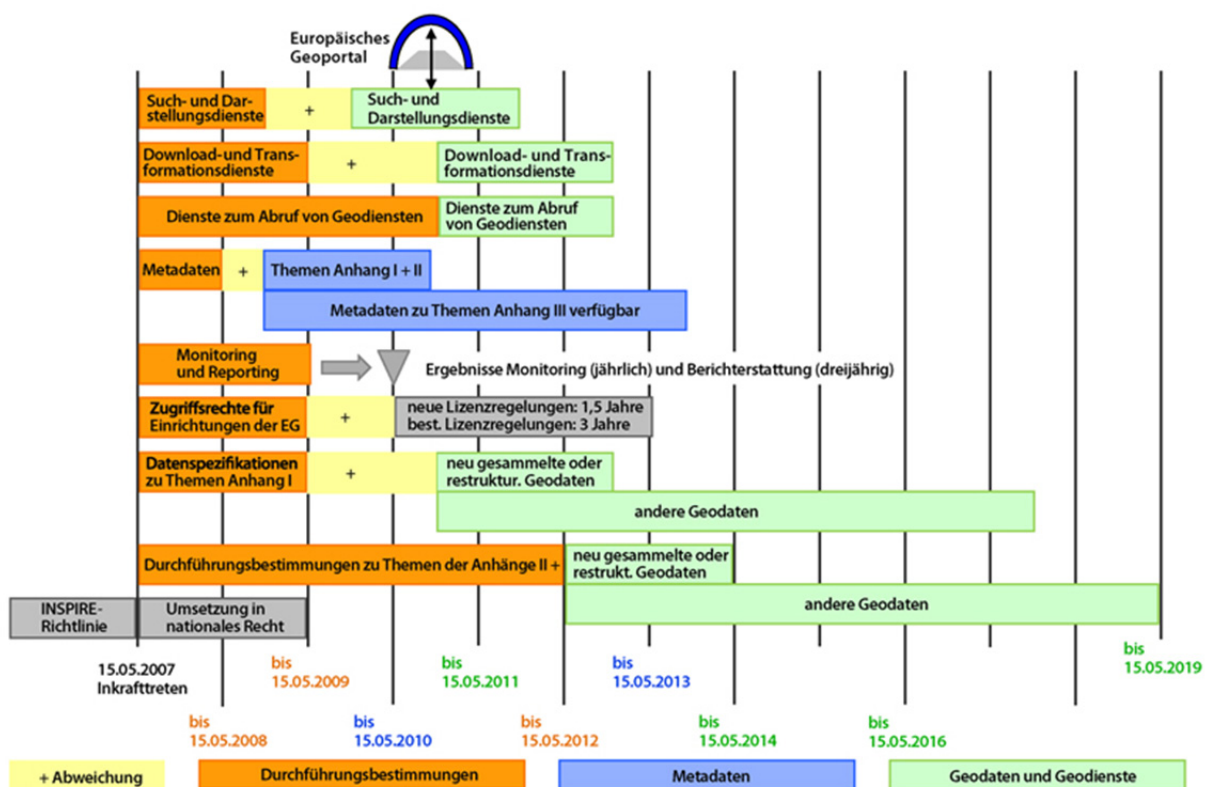 Europäisches
Geoportal
Such- und Dar-
stellungsdienste
+
Such- und
Darstellungsdienste
Download-und Trans-
formationsdienste
+
Download- und Trans-
formationsdienste
Dienste zum Abruf von Geodiensten
Dienste zum Abruf
von Geodiensten
Metadaten
+
Themen Anhang I + II
Metadaten zu Themen Anhang III verfügbar
Monitoring
und Reporting
Ergebnisse Monitoring (jährlich) und Berichterstattung (dreijährig)
Zugriffsrechte für
Einrichtungen der EG
+
neue Lizenzregelungen: 1,5 Jahre
best. Lizenzregelungen: 3 Jahre
Datenspezifikationen
zu Themen Anhang I
+
neu gesammelte oder
restruktur. Geodaten
andere Geodaten
Durchführungsbestimmungen zu Themen der Anhänge II +
neu gesammelte oder
restrukt. Geodaten
andere Geodaten
INSPIRE-
Richtlinie
Umsetzung in
nationales Recht
15.05.2007
Inkrafttreten
bis
15.05.2009
bis
15.05.2011
bis
15.05.2013
bis
15.05.2019
bis
15.05.2008
bis
15.05.2010
bis
15.05.2012
bis
15.05.2014
bis
15.05.2016
+ Abweichung
Durchführungsbestimmungen
Metadaten
Geodaten und Geodienste